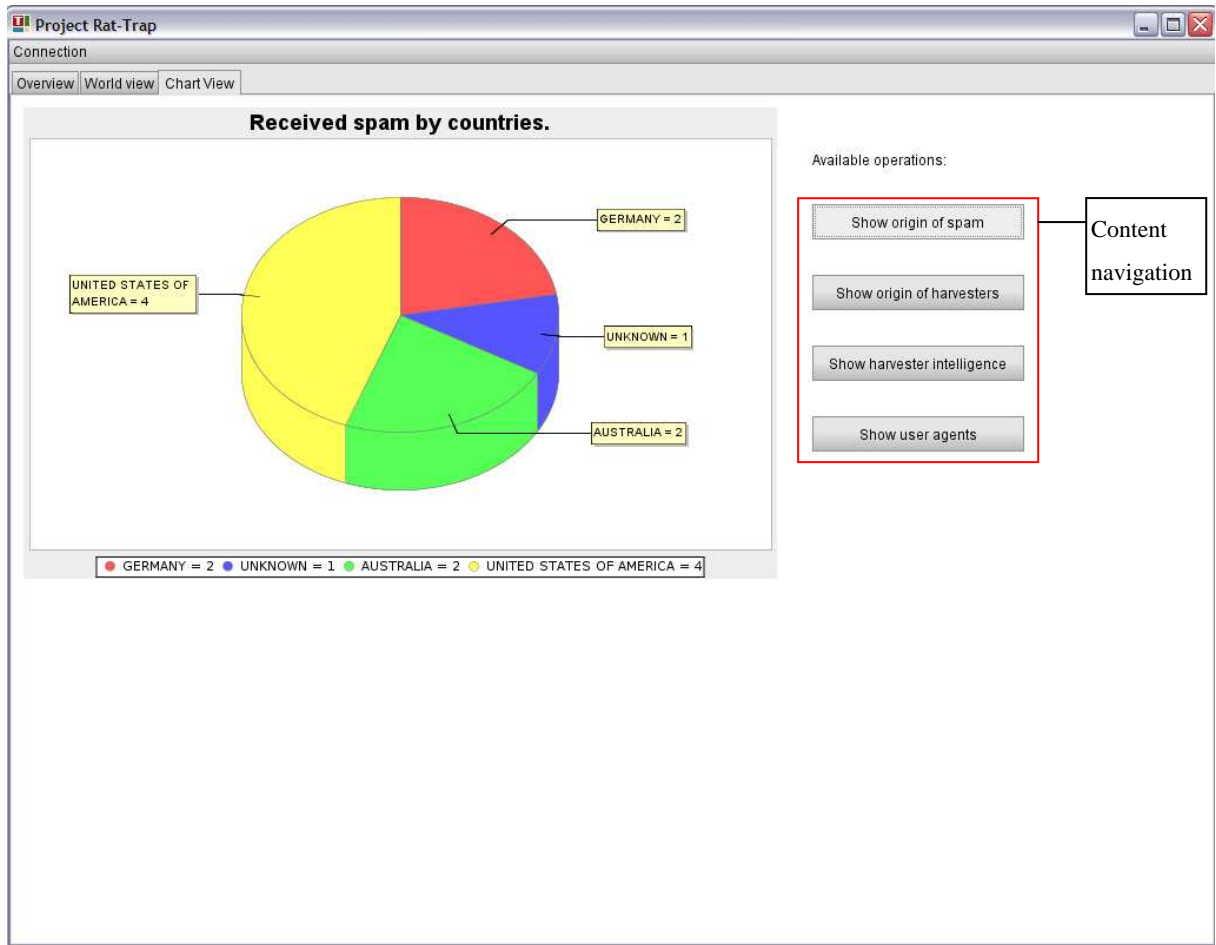 Project Rat-Trap
Connection
Overview World view Chart View
Received spam by countries.
GERMANY = 2
UNITED STATES OF
AMERICA = 4
UNKNOWN = 1
AUSTRALIA = 2
GERMANY = 2 UNKNOWN = 1 AUSTRALIA = 2 UNITED STATES OF AMERICA = 4
Available operations:
Show origin of spam
Show origin of harvesters
Show harvester intelligence
Show user agents
Content
navigation